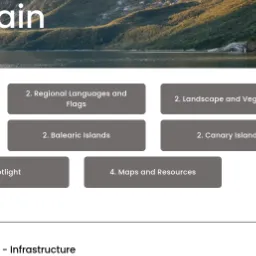 ain
2. Regional Languages and
Flags
2. Landscape and Veg
2. Balearic Islands
2. Canary Island
otlight
4. Maps and Resources
- Infrastructure